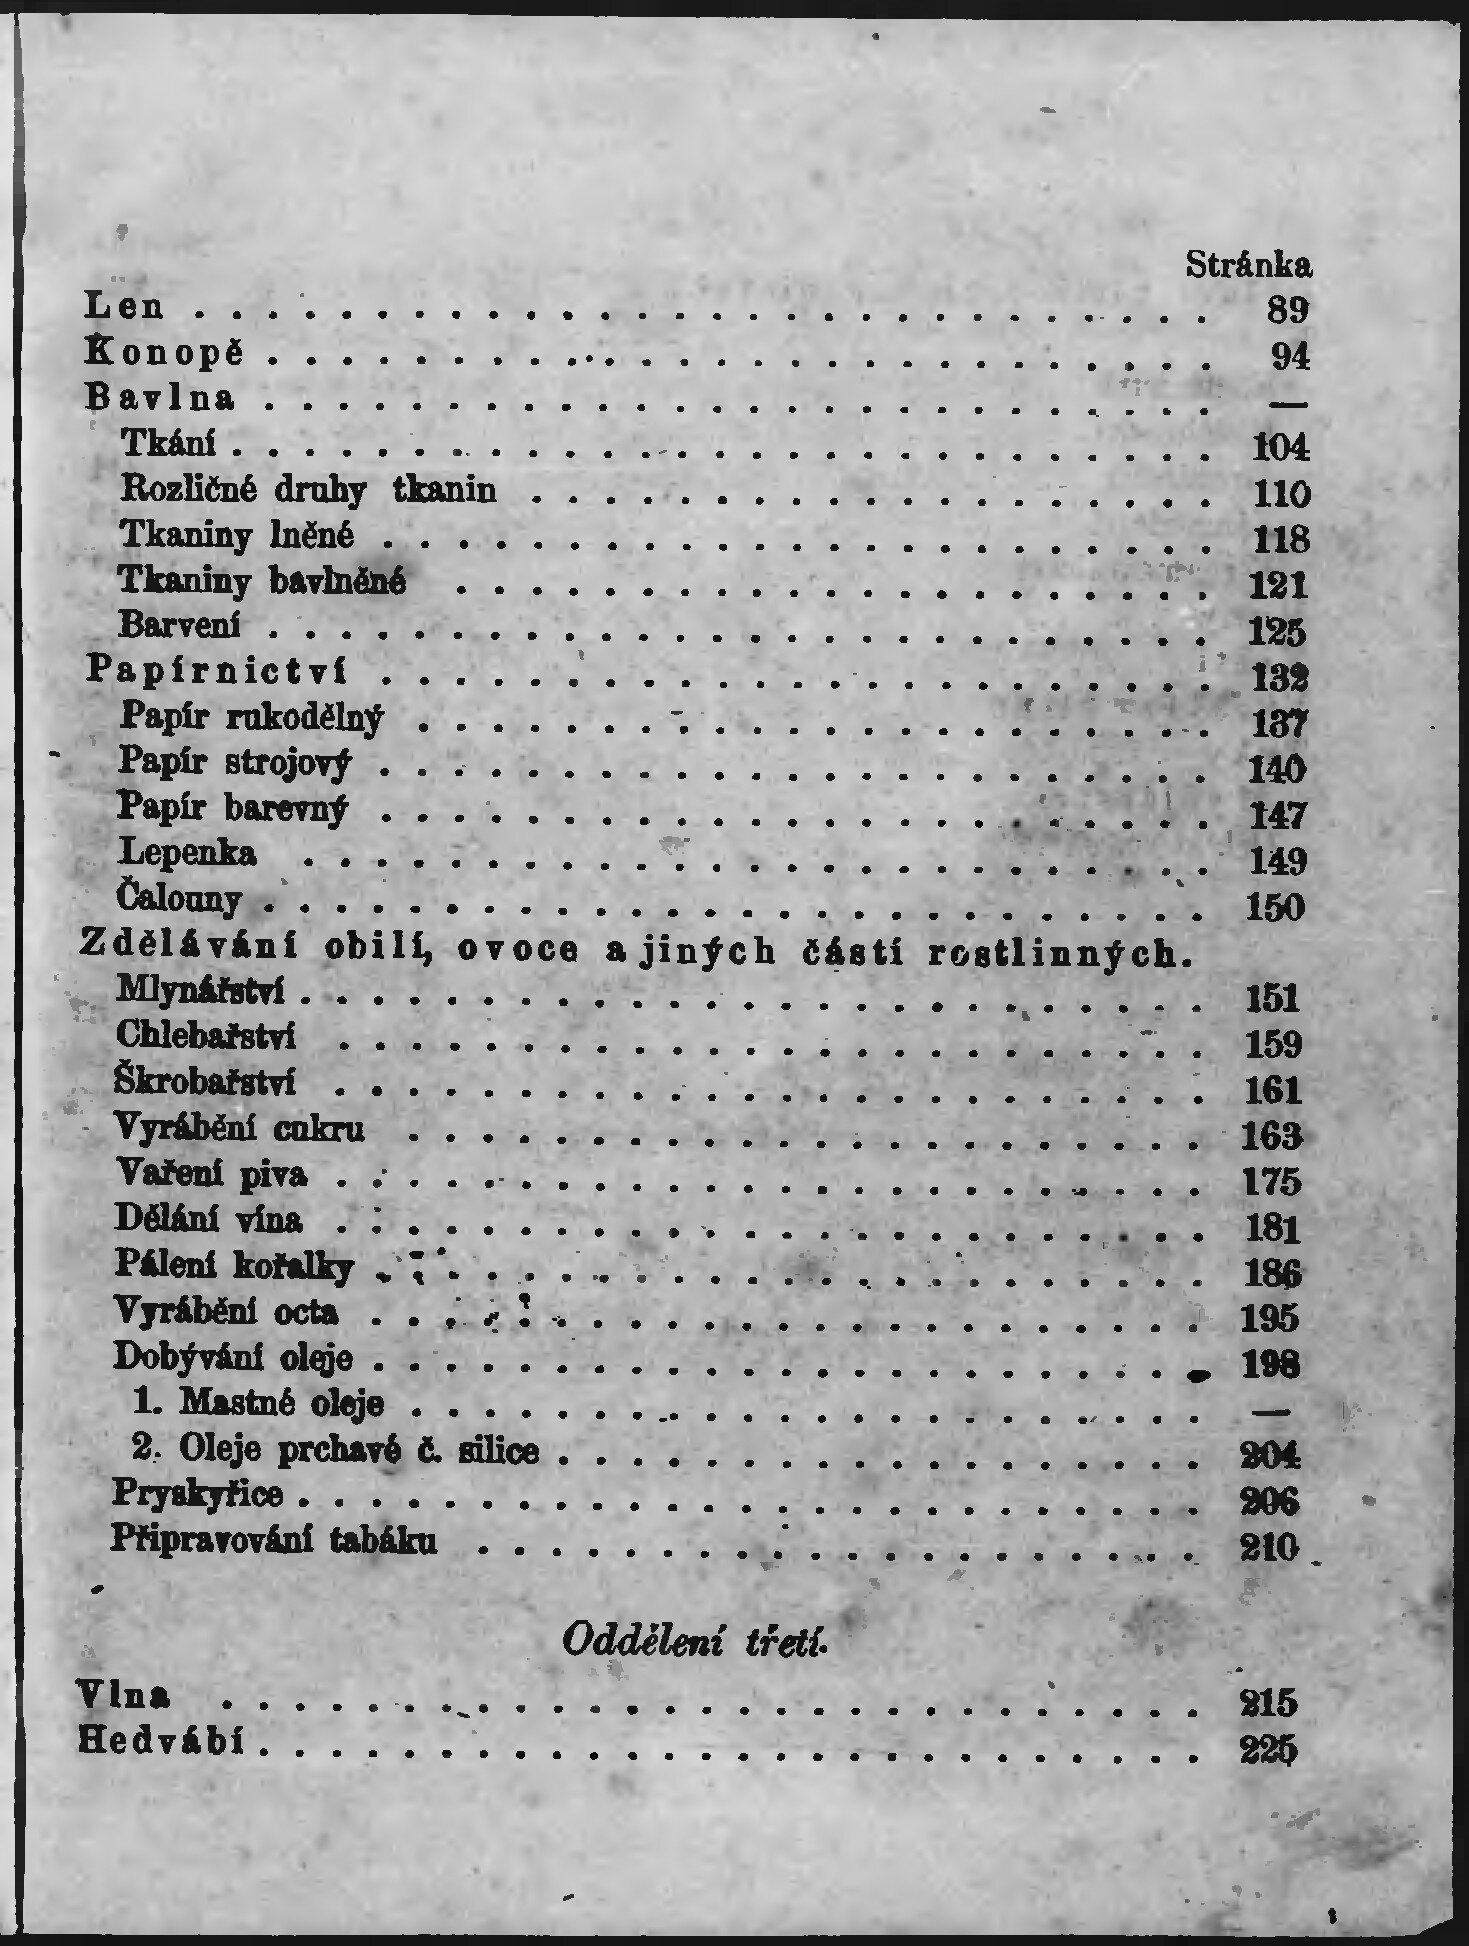 Stránka
Len . . . . . . . . . . . . . . . . . . . . . . . . . . . . 89
Konopě . . . . . . . . . . . . . . . . . . . . . . . . . . 94
Bavlna . . . . . . . . . . . . . . . . . . . . . . . . . . —
Tkání . . . . . . . . . . . . . . . . . . . . . . . . . . . 104
Rozličné druhy tkanin . . . . . . . . . . . . . . . . . . . 110
Tkaniny lněné . . . . . . . . . . . . . . . . . . . . . . . 118
Tkaniny bavlněné . . . . . . . . . . . . . . . . . . . . . 121
Barvení . . . . . . . . . . . . . . . . . . . . . . . . . . 125
Papírnictví . . . . . . . . . . . . . . . . . . . . . . . 132
Papír rukodělný . . . . . . . . . . . . . . . . . . . . . . 137
Papír strojový . . . . . . . . . . . . . . . . . . . . . . . 140
Papír barevný . . . . . . . . . . . . . . . . . . . . . . . 147
Lepenka . . . . . . . . . . . . . . . . . . . . . . . . . 149
Čalouny . . . . . . . . . . . . . . . . . . . . . . . . . . 150
Zdělávání obilí, ovoce a jiných částí rostlinných.
Mlynářství . . . . . . . . . . . . . . . . . . . . . . . . . 151
Chlebařství . . . . . . . . . . . . . . . . . . . . . . . . 159
Škrobařství . . . . . . . . . . . . . . . . . . . . . . . . 161
Vyrábění cukru . . . . . . . . . . . . . . . . . . . . . . 163
Vaření piva . . . . . . . . . . . . . . . . . . . . . . . . 175
Dělání vína . . . . . . . . . . . . . . . . . . . . . . . . 181
Pálení kořalky . . . . . . . . . . . . . . . . . . . . . . . 186
Vyrábění octa . . . . . . . . . . . . . . . . . . . . . . . 195
Dobývání oleje . . . . . . . . . . . . . . . . . . . . . . . 198
1. Mastné oleje . . . . . . . . . . . . . . . . . . . . . . —
2. Oleje prchavé č. silice . . . . . . . . . . . . . . . . . . 204
Pryskyřice . . . . . . . . . . . . . . . . . . . . . . . . . 206
Připravování tabáku . . . . . . . . . . . . . . . . . . . . 210
Oddělení třetí.
Vlna . . . . . . . . . . . . . . . . . . . . . . . . . . . 215
Hedvábí . . . . . . . . . . . . . . . . . . . . . . . . . . 225